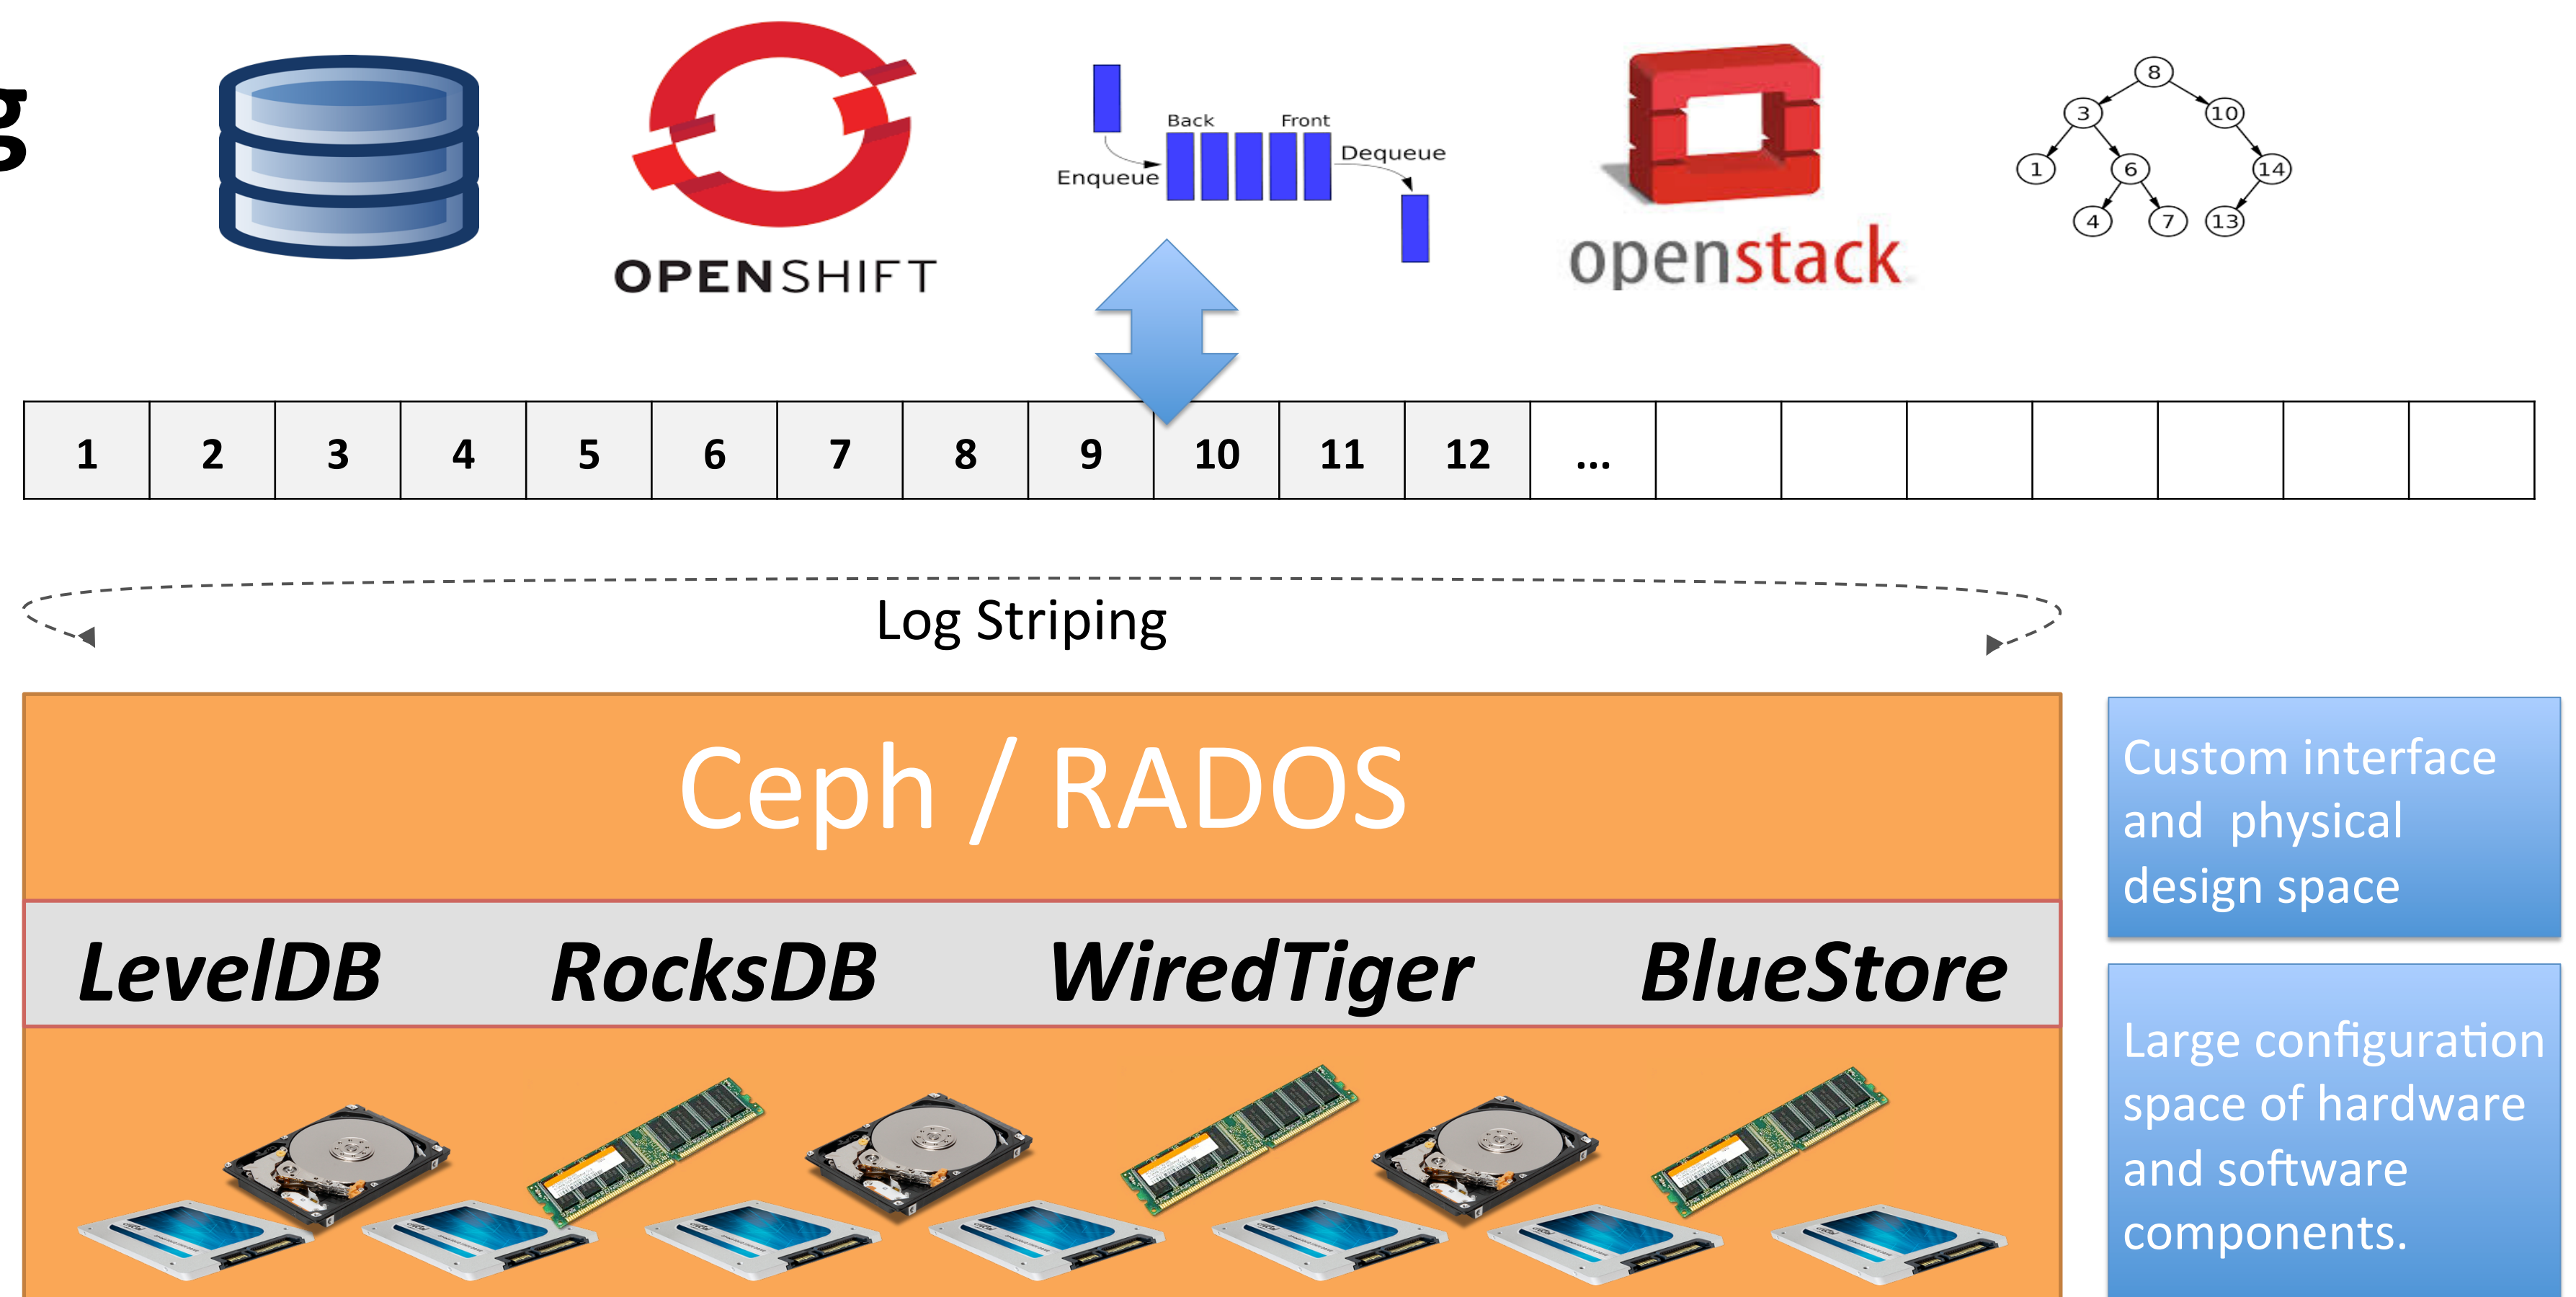 g
OPENSHIFT
Back Front
Enqueue
Dequeue
openstack
8
3 10
1 6 14
4 7 13
1 2 3 4 5 6 7 8 9 10 11 12 ...
Log Striping
Ceph / RADOS
LevelDB RocksDB WiredTiger BlueStore
Custom interface
and physical
design space
Large configuration
space of hardware
and software
components.